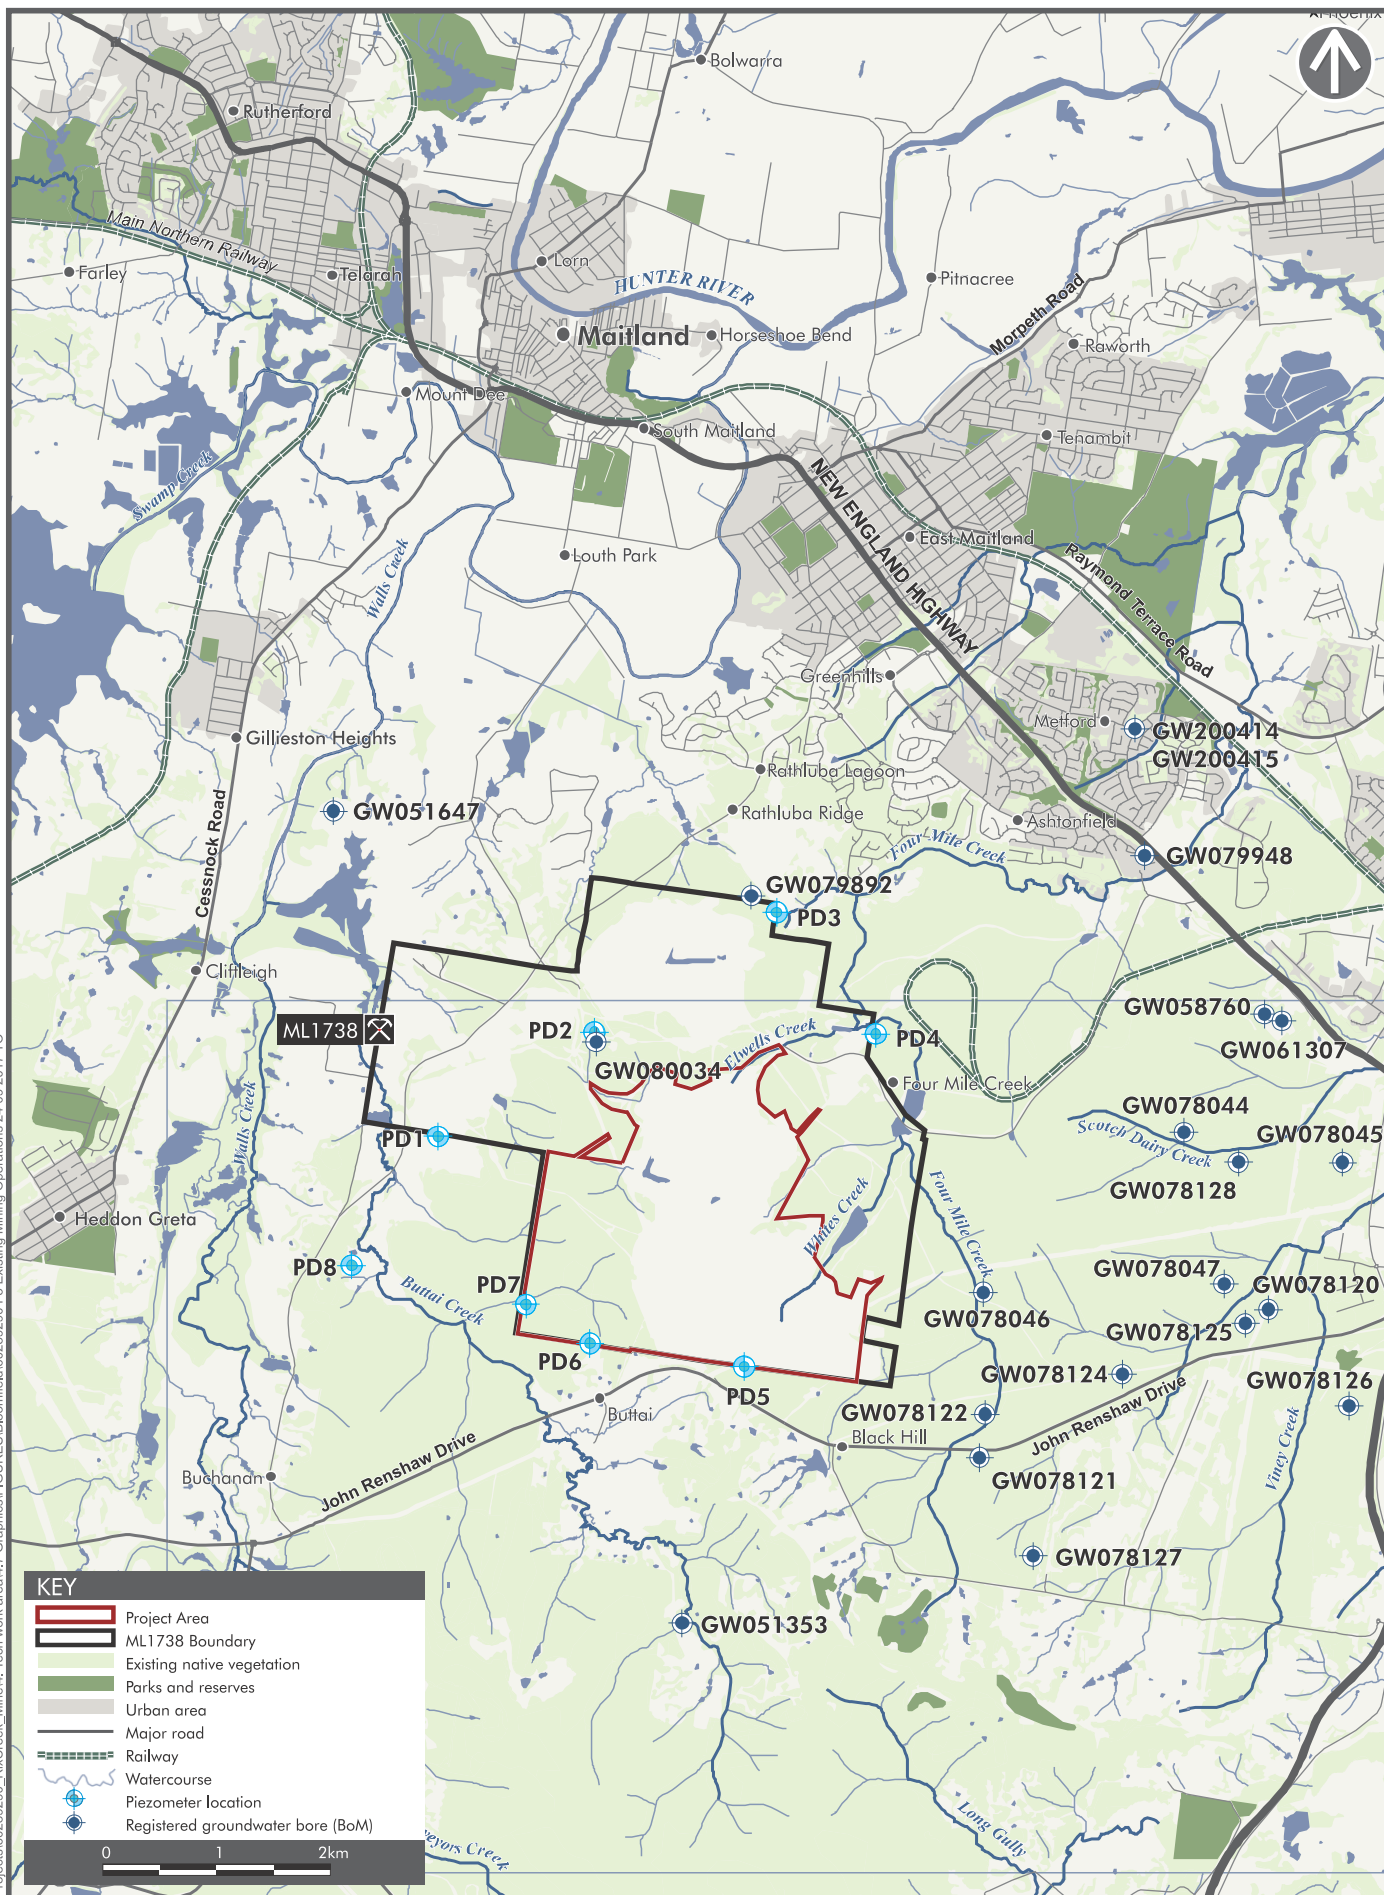 Bolwarra
Rutherford
Main Northern Railway
Farley
Telarah
Lorn
HUNTER RIVER
Pitnacree
Maitland
Horseshoe Bend
Morpeth Road
Raworth
Mount Dee
South Maitland
Tenambit
Swamp Creek
NEW ENGLAND HIGHWAY
East Maitland
Louth Park
Walls Creek
Raymond Terrace Road
Greenhills
Metford
GW200414
GW200415
Gillieston Heights
Rathluba Lagoon
Rathluba Ridge
GW051647
Ashtonfield
Cessnock Road
Four Mile Creek
GW079948
GW079892
PD3
Cliftleigh
ML1738
PD2
GW080034
Elwells Creek
PD4
GW058760
GW061307
Four Mile Creek
GW078044
GW078045
Scotch Dairy Creek
GW078128
PD1
Walls Creek
Heddon Greta
Whites Creek
Four Mile Creek
PD8
PD7
Buttai Creek
GW078047
GW078120
GW078046
GW078125
PD6
PD5
GW078124
GW078126
Buttai
GW078122
Black Hill
John Renshaw Drive
Viney Creek
Buchanan
John Renshaw Drive
GW078121
GW078127
GW051353
Long Gully
KEY
Project Area
ML1738 Boundary
Existing native vegetation
Parks and reserves
Urban area
Major road
Railway
Watercourse
Piezometer location
Registered groundwater bore (BoM)
0 1 2km